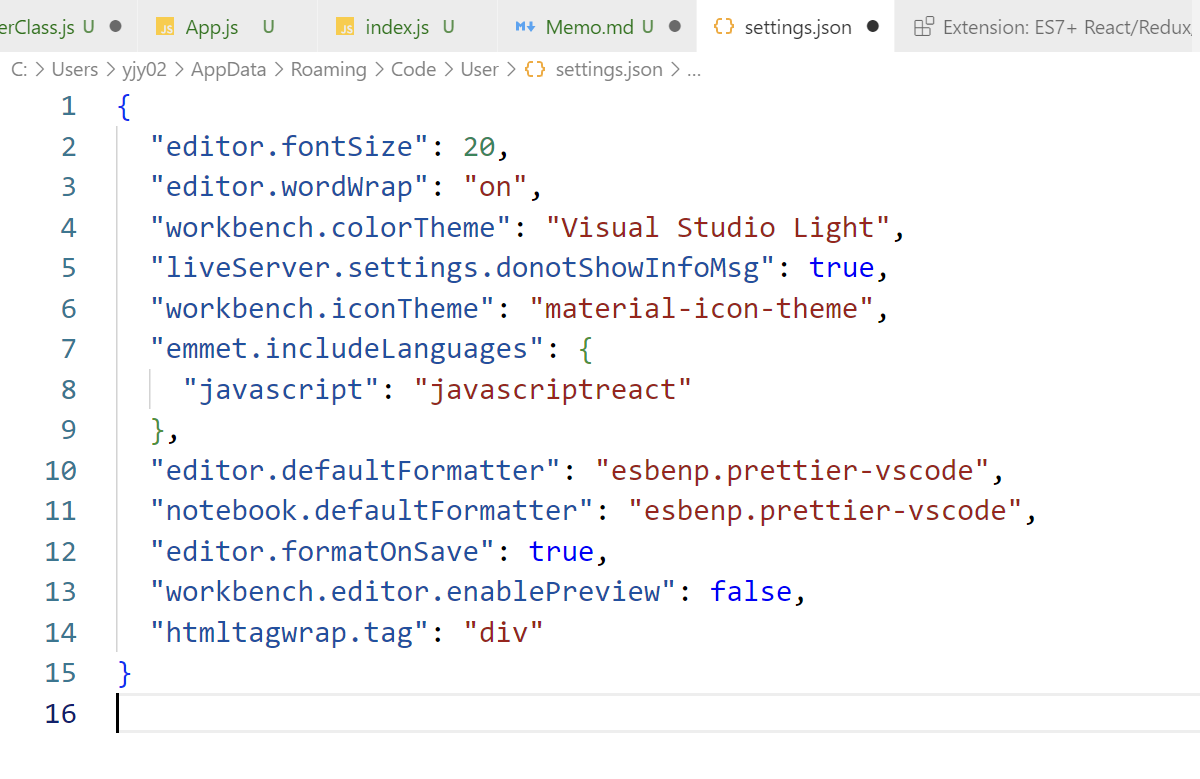 erClass.js U ● JS App.js U JS index.js U M↓ Memo.md U ● {} settings.json ● Extension: ES7+ React/Redux
C: > Users > yjy02 > AppData > Roaming > Code > User > {} settings.json > ...
1 {
2 "editor.fontSize": 20,
3 "editor.wordWrap": "on",
4 "workbench.colorTheme": "Visual Studio Light",
5 "liveServer.settings.donotShowInfoMsg": true,
6 "workbench.iconTheme": "material-icon-theme",
7 "emmet.includeLanguages": {
8 "javascript": "javascriptreact"
9 },
10 "editor.defaultFormatter": "esbenp.prettier-vscode",
11 "notebook.defaultFormatter": "esbenp.prettier-vscode",
12 "editor.formatOnSave": true,
13 "workbench.editor.enablePreview": false,
14 "htmltagwrap.tag": "div"
15 }
16